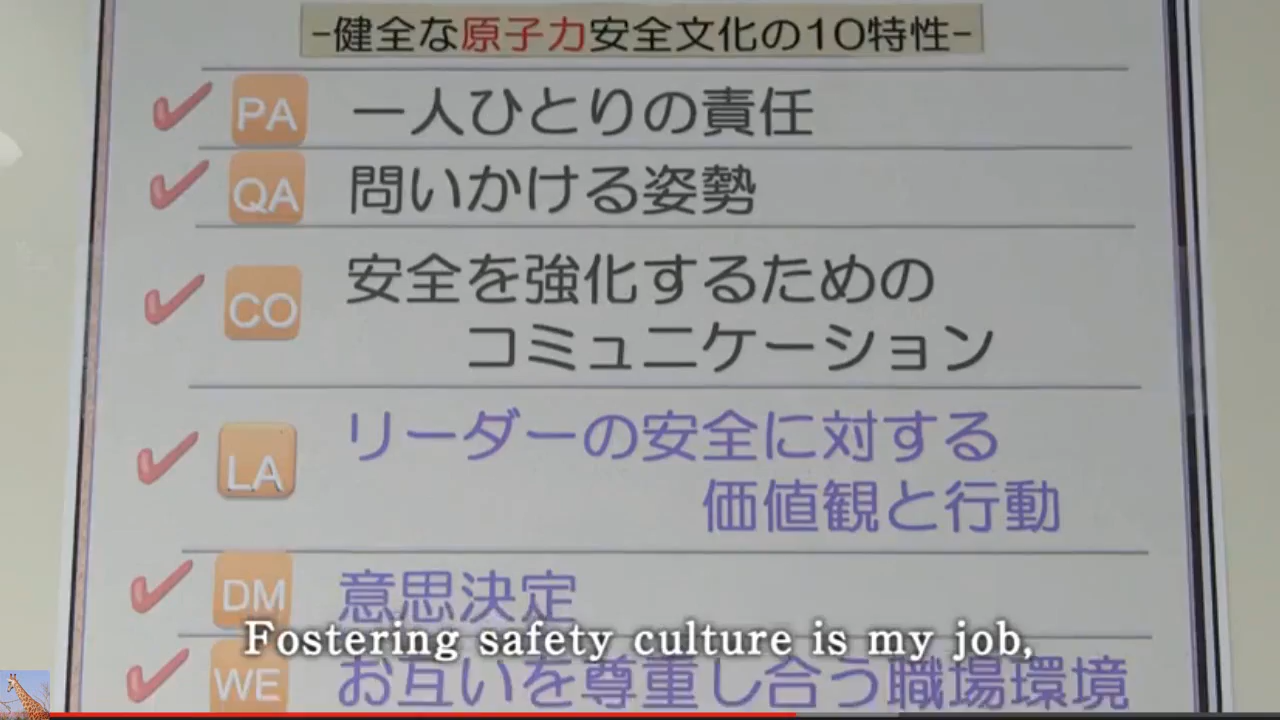 -健全な原子力安全文化の10特性-
PA 一人ひとりの責任
QA 問いかける姿勢
CO 安全を強化するための
コミュニケーション
LA リーダーの安全に対する
価値観と行動
DM 意思決定
Fostering safety culture is my job,
WE お互いを尊重し合う職場環境